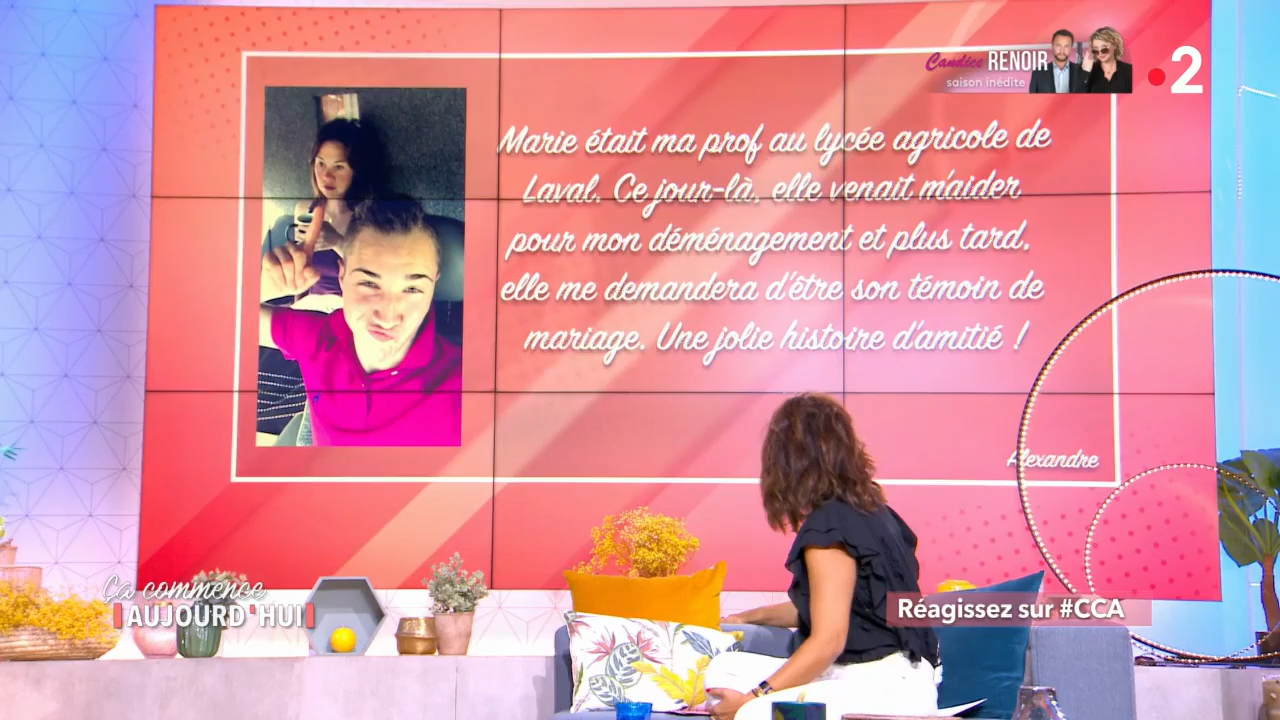 Candice RENOIR
saison inédite
2
Marie était ma prof au lycée agricole de
Laval. Ce jour-là, elle venait m'aider
pour mon déménagement et plus tard,
elle me demandera d'être son témoin de
mariage. Une jolie histoire d'amitié !
Alexandre
Ça commence
AUJOURD'HUI
Réagissez sur #CCA